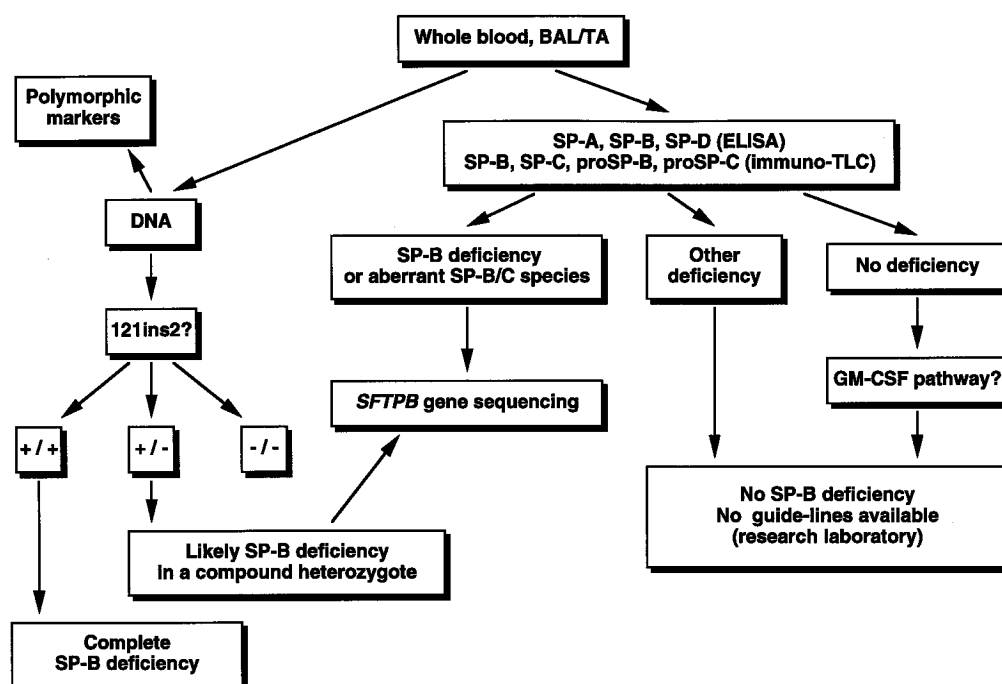 Whole blood, BAL/TA
Polymorphic
markers
SP-A, SP-B, SP-D (ELISA)
SP-B, SP-C, proSP-B, proSP-C (immuno-TLC)
DNA
SP-B deficiency
or aberrant SP-B/C species
Other
deficiency
No deficiency
121ins2?
GM-CSF pathway?
SFTPB gene sequencing
+ / +
+ / -
- / -
No SP-B deficiency
No guide-lines available
(research laboratory)
Likely SP-B deficiency
in a compound heterozygote
Complete
SP-B deficiency